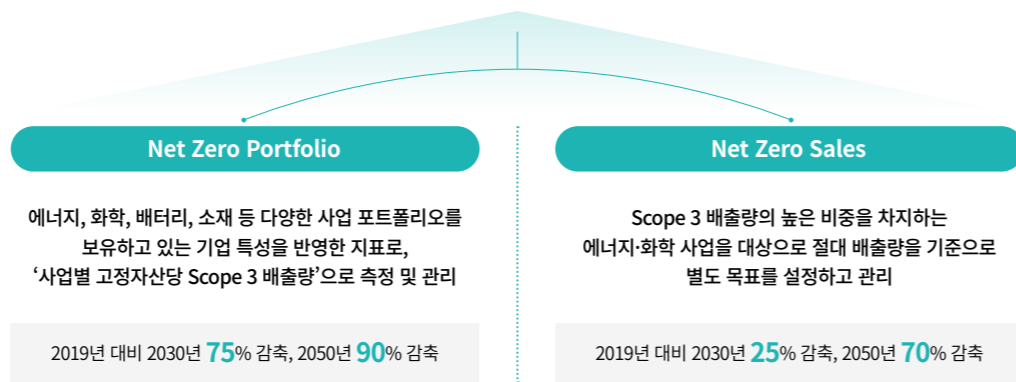 Net Zero Portfolio
에너지, 화학, 배터리, 소재 등 다양한 사업 포트폴리오를
보유하고 있는 기업 특성을 반영한 지표로,
‘사업별 고정자산당 Scope 3 배출량’으로 측정 및 관리
2019년 대비 2030년 75% 감축, 2050년 90% 감축
Net Zero Sales
Scope 3 배출량의 높은 비중을 차지하는
에너지·화학 사업을 대상으로 절대 배출량을 기준으로
별도 목표를 설정하고 관리
2019년 대비 2030년 25% 감축, 2050년 70% 감축